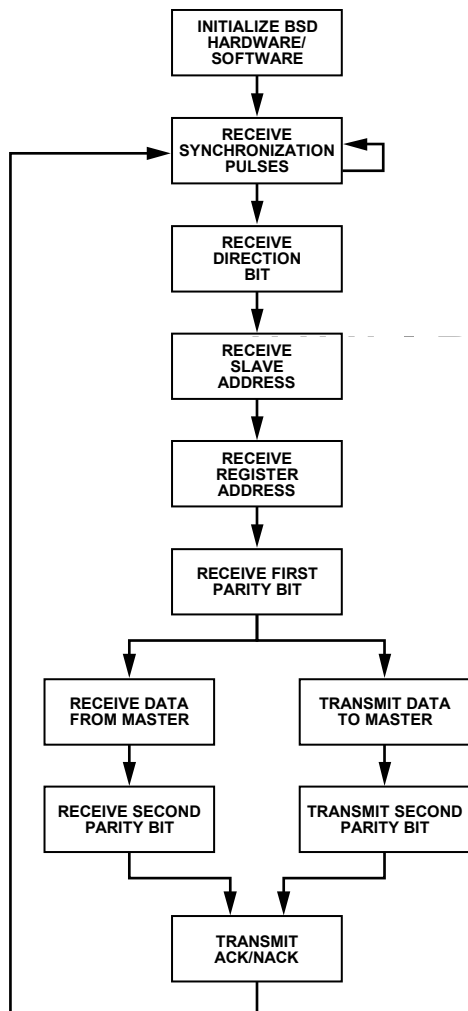 INITIALIZE BSD
HARDWARE/
SOFTWARE
RECEIVE
SYNCHRONIZATION
PULSES
RECEIVE
DIRECTION
BIT
RECEIVE
SLAVE
ADDRESS
RECEIVE
REGISTER
ADDRESS
RECEIVE FIRST
PARITY BIT
RECEIVE DATA
FROM MASTER
TRANSMIT DATA
TO MASTER
RECEIVE SECOND
PARITY BIT
TRANSMIT SECOND
PARITY BIT
TRANSMIT
ACK/NACK